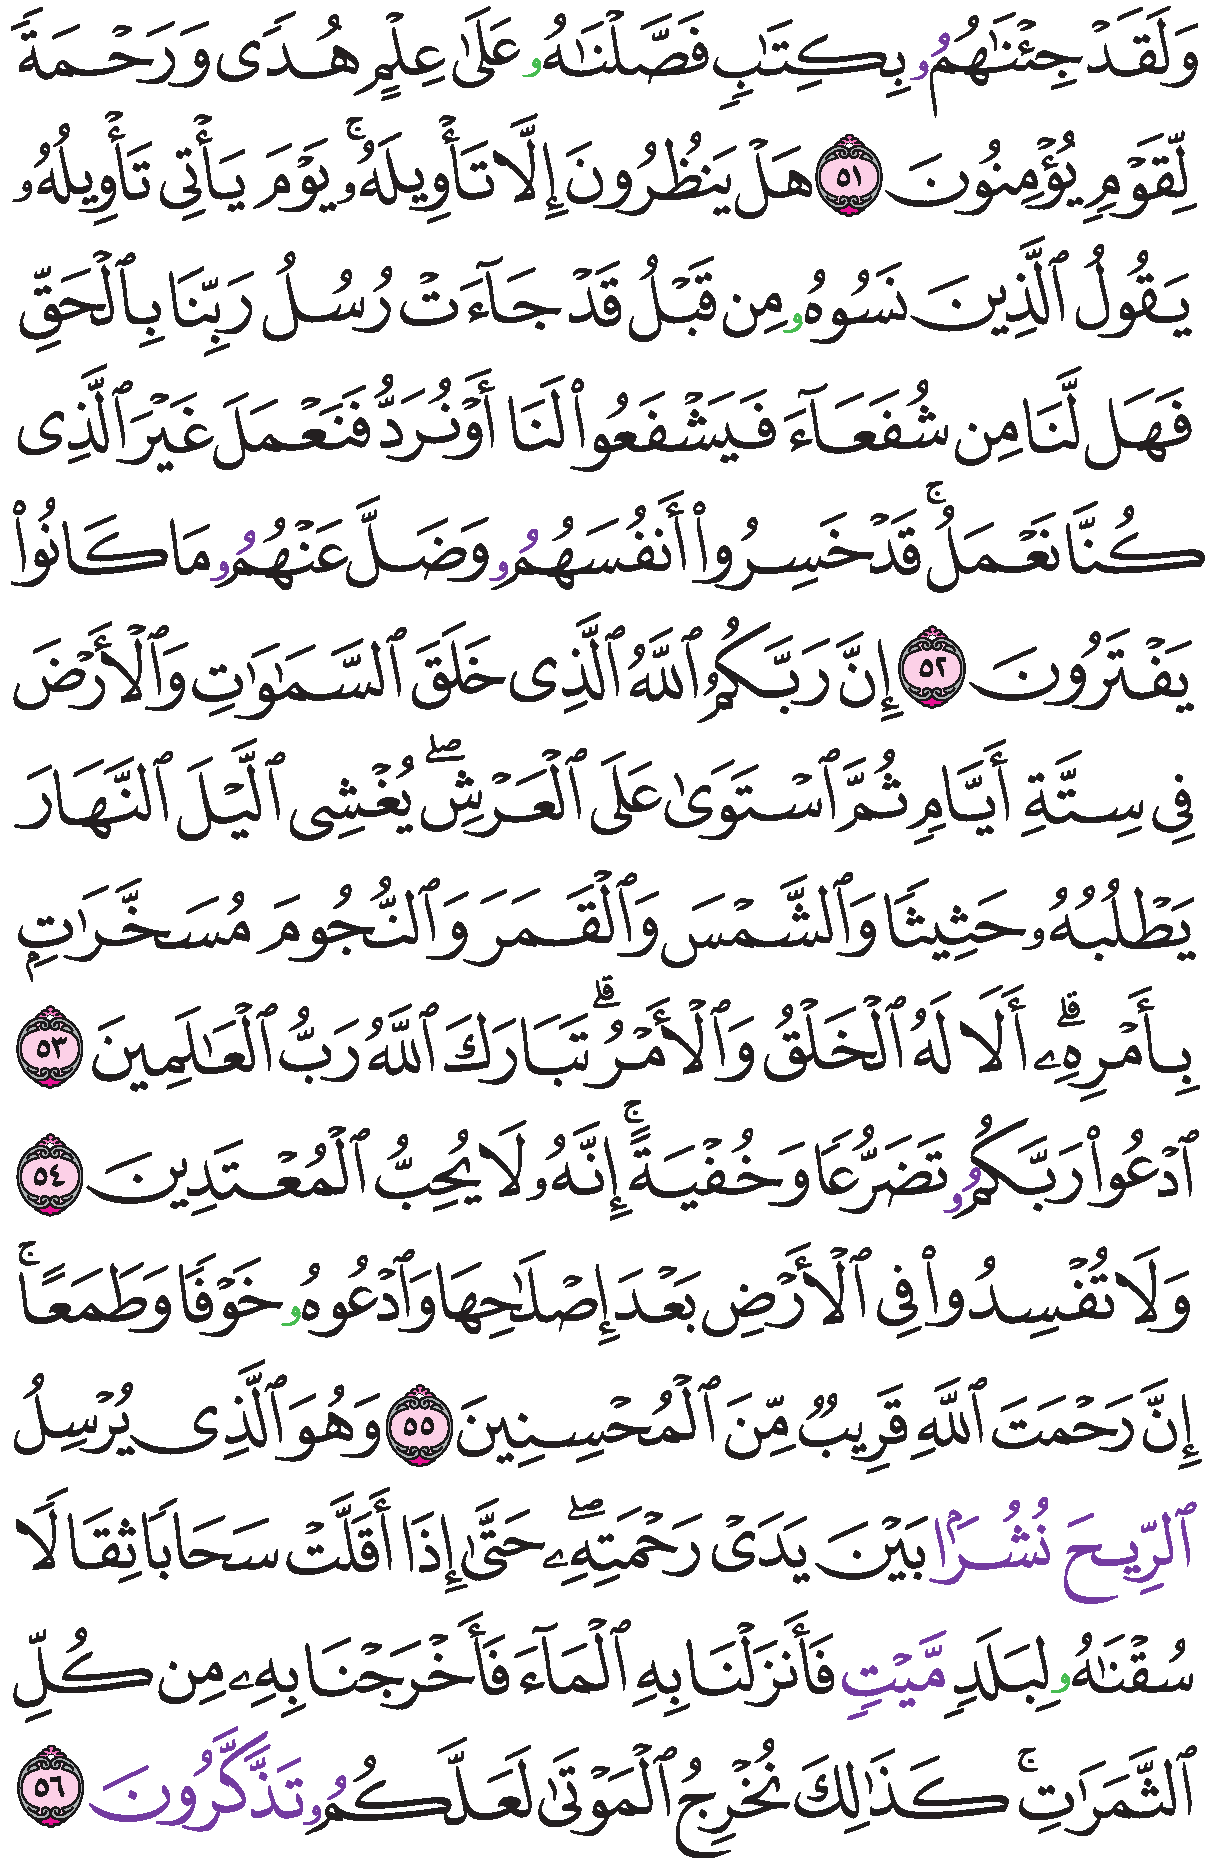 وَلَقَدْ جِئْنَٰهُمُۥ بِكِتَٰبٍ فَصَّلْنَٰهُۥ عَلَىٰ عِلْمٍ هُدًى وَرَحْمَةً
لِّقَوْمٍ يُؤْمِنُونَ ٥١ هَلْ يَنظُرُونَ إِلَّا تَأْوِيلَهُۥۚ يَوْمَ يَأْتِى تَأْوِيلُهُۥ
يَقُولُ ٱلَّذِينَ نَسُوهُۥ مِن قَبْلُ قَدْ جَآءَتْ رُسُلُ رَبِّنَا بِٱلْحَقِّ
فَهَل لَّنَا مِن شُفَعَآءَ فَيَشْفَعُوا۟ لَنَا أَوْ نُرَدُّ فَنَعْمَلَ غَيْرَ ٱلَّذِى
كُنَّا نَعْمَلُۚ قَدْ خَسِرُوٓا۟ أَنفُسَهُمُۥ وَضَلَّ عَنْهُمُۥ مَا كَانُوا۟
يَفْتَرُونَ ٥٢ إِنَّ رَبَّكُمُ ٱللَّهُ ٱلَّذِى خَلَقَ ٱلسَّمَٰوَٰتِ وَٱلْأَرْضَ
فِى سِتَّةِ أَيَّامٍ ثُمَّ ٱسْتَوَىٰ عَلَى ٱلْعَرْشِۖ يُغْشِى ٱلَّيْلَ ٱلنَّهَارَ
يَطْلُبُهُۥ حَثِيثًا وَٱلشَّمْسَ وَٱلْقَمَرَ وَٱلنُّجُومَ مُسَخَّرَٰتٍۭ
بِأَمْرِهِۦۗ أَلَا لَهُ ٱلْخَلْقُ وَٱلْأَمْرُۗ تَبَارَكَ ٱللَّهُ رَبُّ ٱلْعَٰلَمِينَ ٥٣
ٱدْعُوا۟ رَبَّكُمُۥ تَضَرُّعًا وَخُفْيَةًۚ إِنَّهُۥ لَا يُحِبُّ ٱلْمُعْتَدِينَ ٥٤
وَلَا تُفْسِدُوا۟ فِى ٱلْأَرْضِ بَعْدَ إِصْلَٰحِهَا وَٱدْعُوهُۥ خَوْفًا وَطَمَعًاۚ
إِنَّ رَحْمَتَ ٱللَّهِ قَرِيبٌ مِّنَ ٱلْمُحْسِنِينَ ٥٥ وَهُوَ ٱلَّذِى يُرْسِلُ
ٱلرِّيحَ نُشُرَۢا بَيْنَ يَدَىْ رَحْمَتِهِۦۖ حَتَّىٰ إِذَا أَقَلَّتْ سَحَابًا ثِقَالًا
سُقْنَٰهُۥ لِبَلَدٍ مَّيْتٍ فَأَنزَلْنَا بِهِ ٱلْمَآءَ فَأَخْرَجْنَا بِهِۦ مِن كُلِّ
ٱلثَّمَرَٰتِۚ كَذَٰلِكَ نُخْرِجُ ٱلْمَوْتَىٰ لَعَلَّكُمُۥ تَذَّكَّرُونَ ٥٦